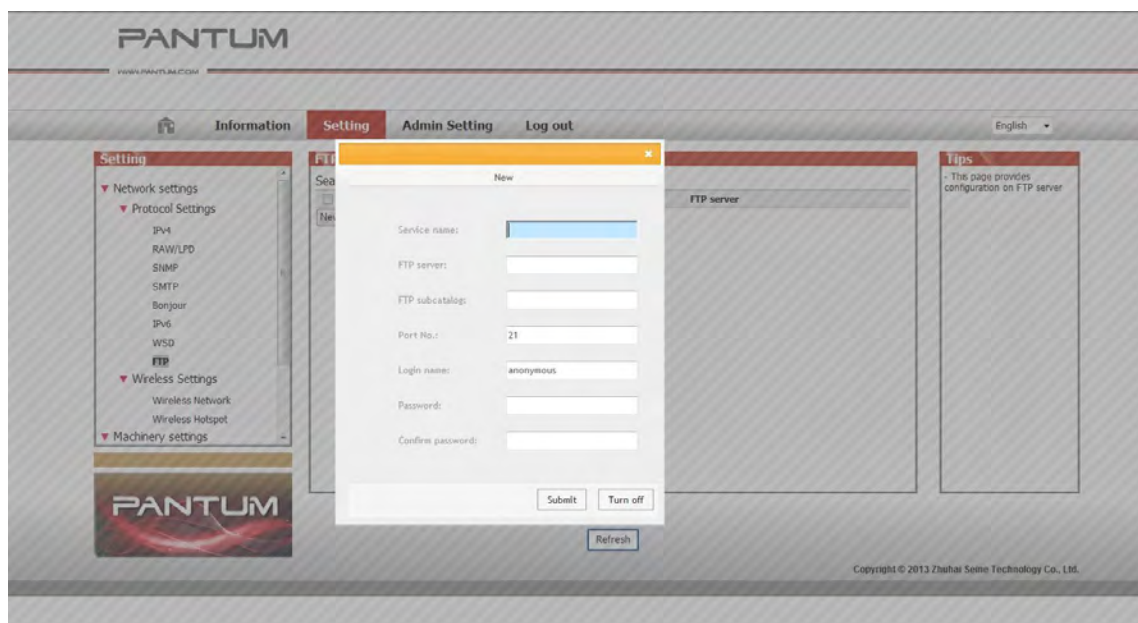 PANTUM
WWW.PANTUM.COM
Information Setting Admin Setting Log out English
Setting
Network settings
Protocol Settings
IPv4
RAW/LPD
SNMP
SMTP
Bonjour
IPv6
WSD
FTP
Wireless Settings
Wireless Network
Wireless Hotspot
Machinery settings
PANTUM
FTP
Sea
FTP server
New
New
Service name:
FTP server:
FTP subcatalog:
Port No.: 21
Login name: anonymous
Password:
Confirm password:
Submit Turn off
Refresh
Tips
- This page provides
configuration on FTP server
Copyright © 2013 Zhuhai Seine Technology Co., Ltd.